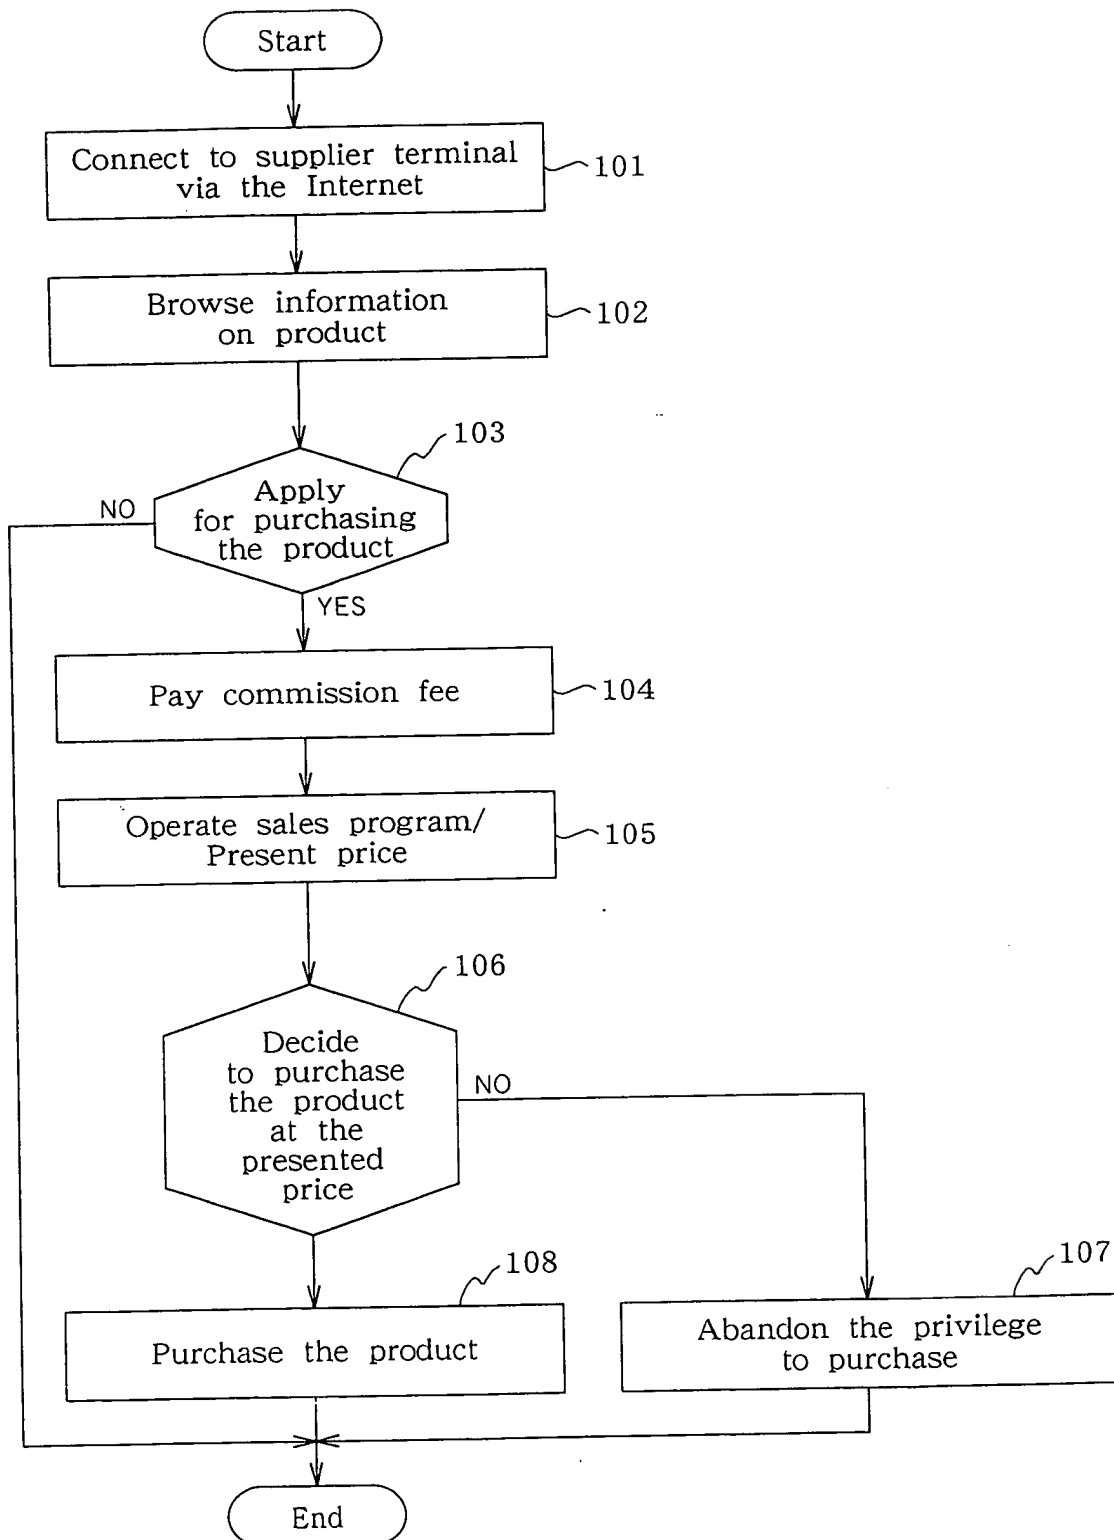 Start
Connect to supplier terminal
via the Internet
101
Browse information
on product
102
103
NO
Apply
for purchasing
the product
YES
Pay commission fee
104
Operate sales program/
Present price
105
106
Decide
to purchase
the product
at the
presented
price
NO
108
Purchase the product
107
Abandon the privilege
to purchase
End